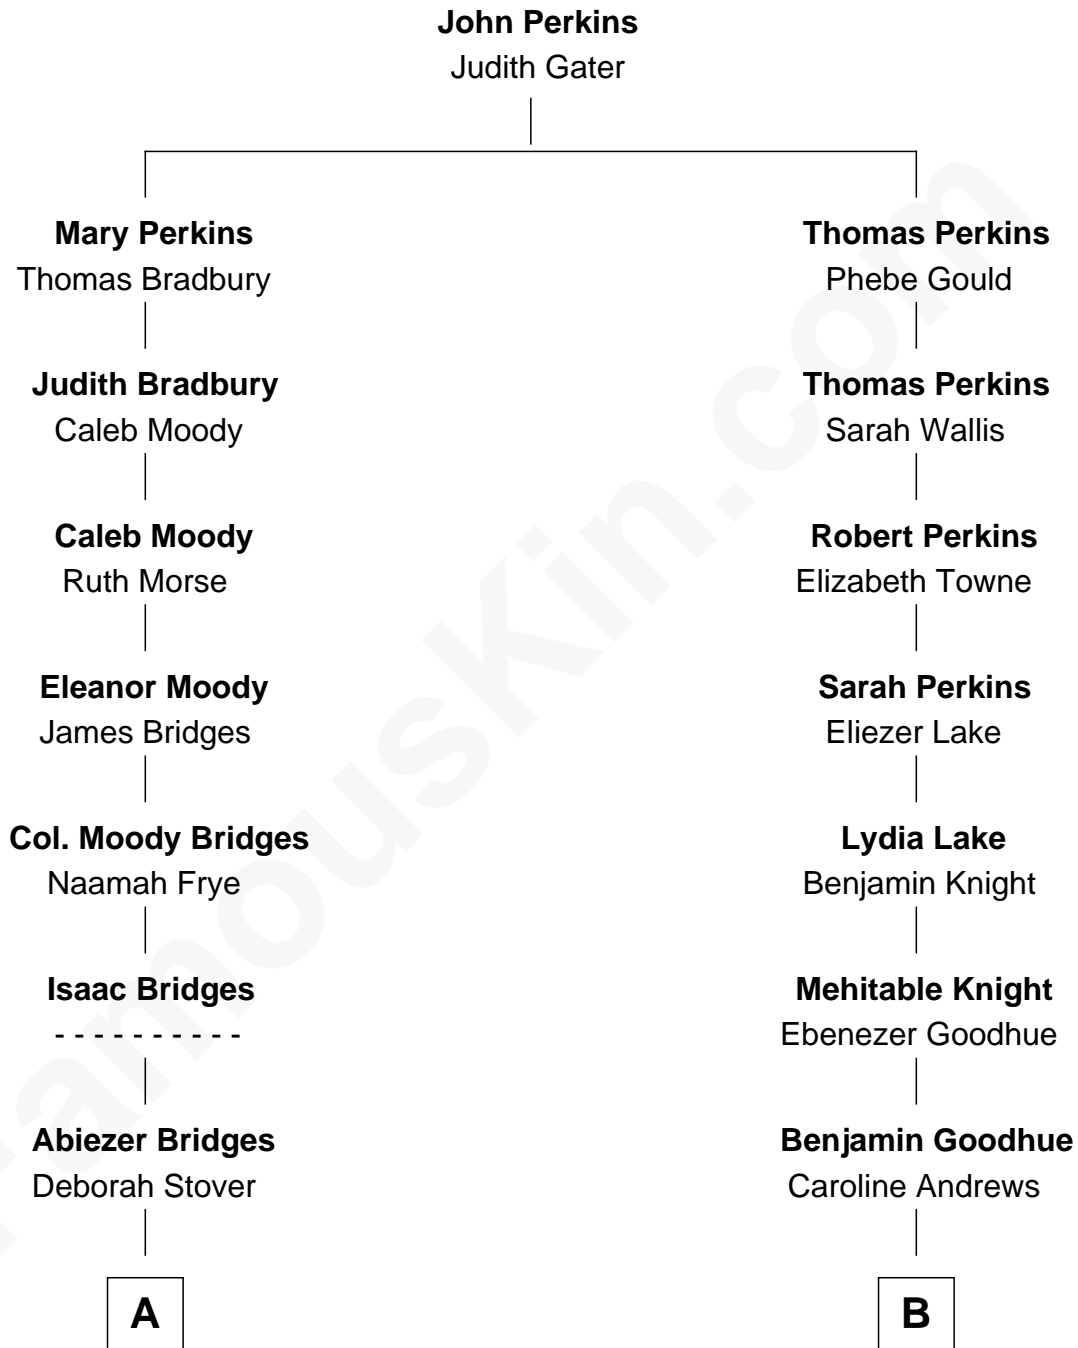 John Perkins
Judith Gater
Mary Perkins
Thomas Bradbury
Thomas Perkins
Phebe Gould
Judith Bradbury
Caleb Moody
Thomas Perkins
Sarah Wallis
Caleb Moody
Ruth Morse
Robert Perkins
Elizabeth Towne
Eleanor Moody
James Bridges
Sarah Perkins
Eliezer Lake
Col. Moody Bridges
Naamah Frye
Lydia Lake
Benjamin Knight
Isaac Bridges
- - - - - - - - - -
Mehitable Knight
Ebenezer Goodhue
Abiezer Bridges
Deborah Stover
Benjamin Goodhue
Caroline Andrews
A
B
FamousKin.com